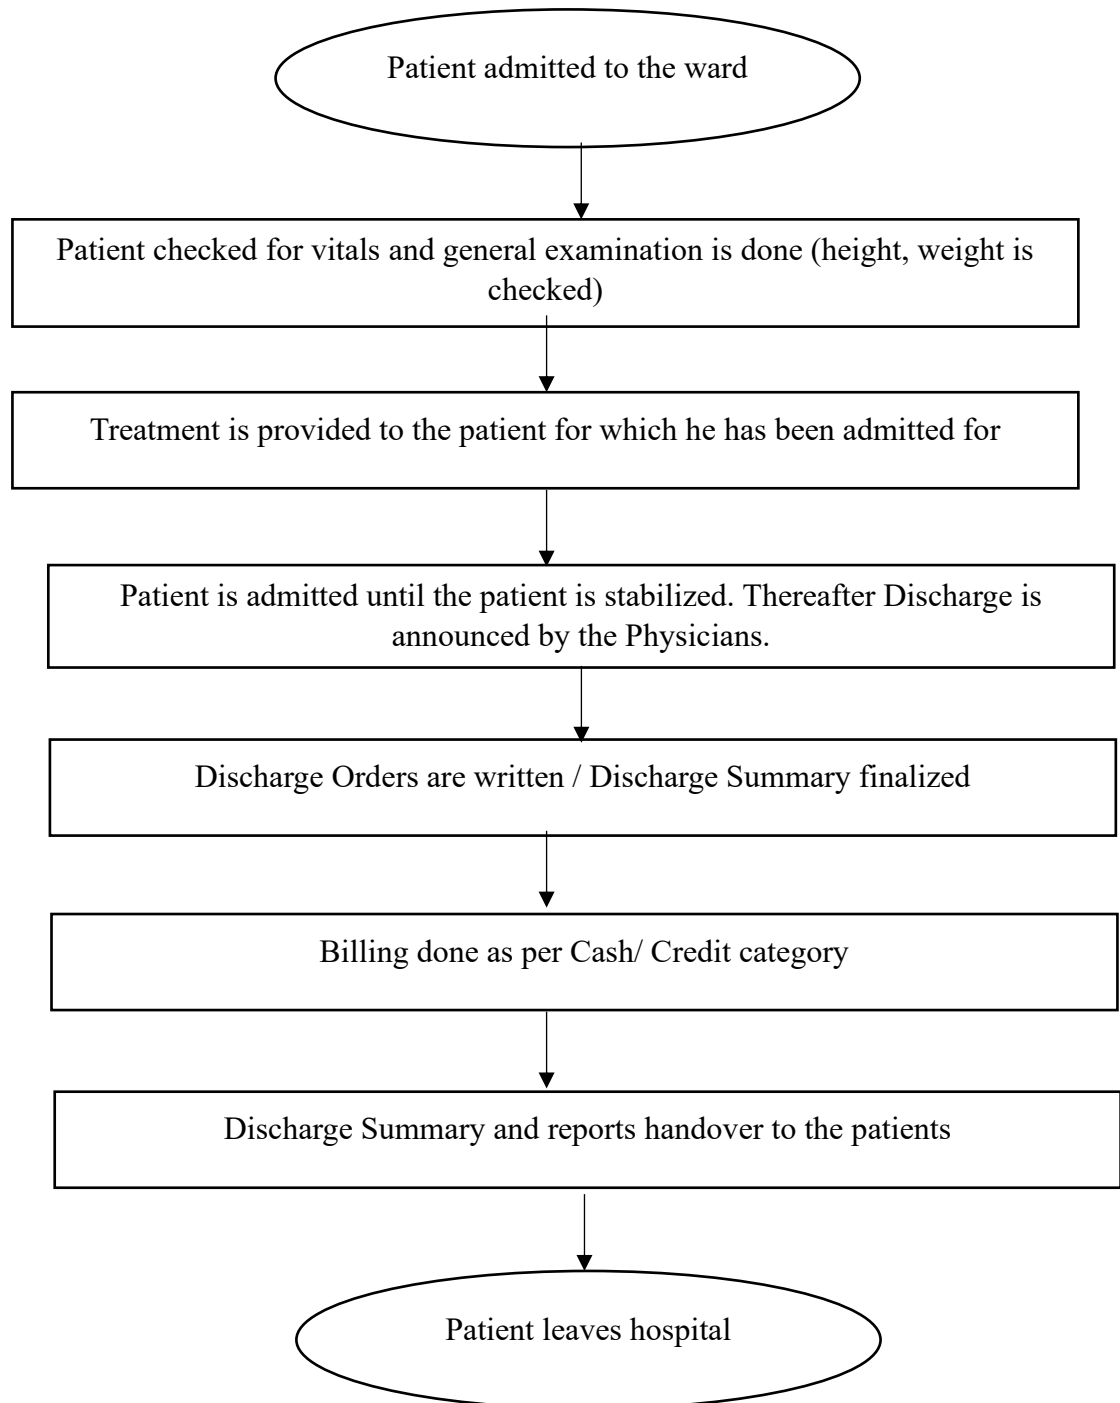 Patient admitted to the ward
Patient checked for vitals and general examination is done (height, weight is
checked)
Treatment is provided to the patient for which he has been admitted for
Patient is admitted until the patient is stabilized. Thereafter Discharge is
announced by the Physicians.
Discharge Orders are written / Discharge Summary finalized
Billing done as per Cash/ Credit category
Discharge Summary and reports handover to the patients
Patient leaves hospital